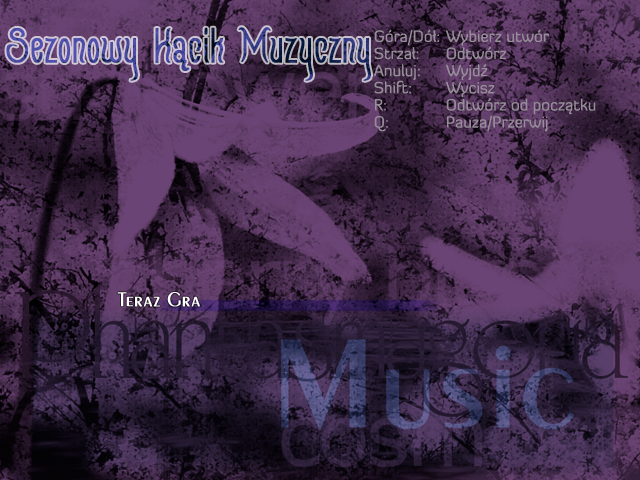 Sezonowy Kącik Muzyczny
Góra/Dól: Wybierz utwór
Strzał: Odtwórz
Anuluj: Wyjdź
Shift: Wycisz
R: Odtwórz od początku
Q: Pauza/Przerwij
Teraz Gra
Music